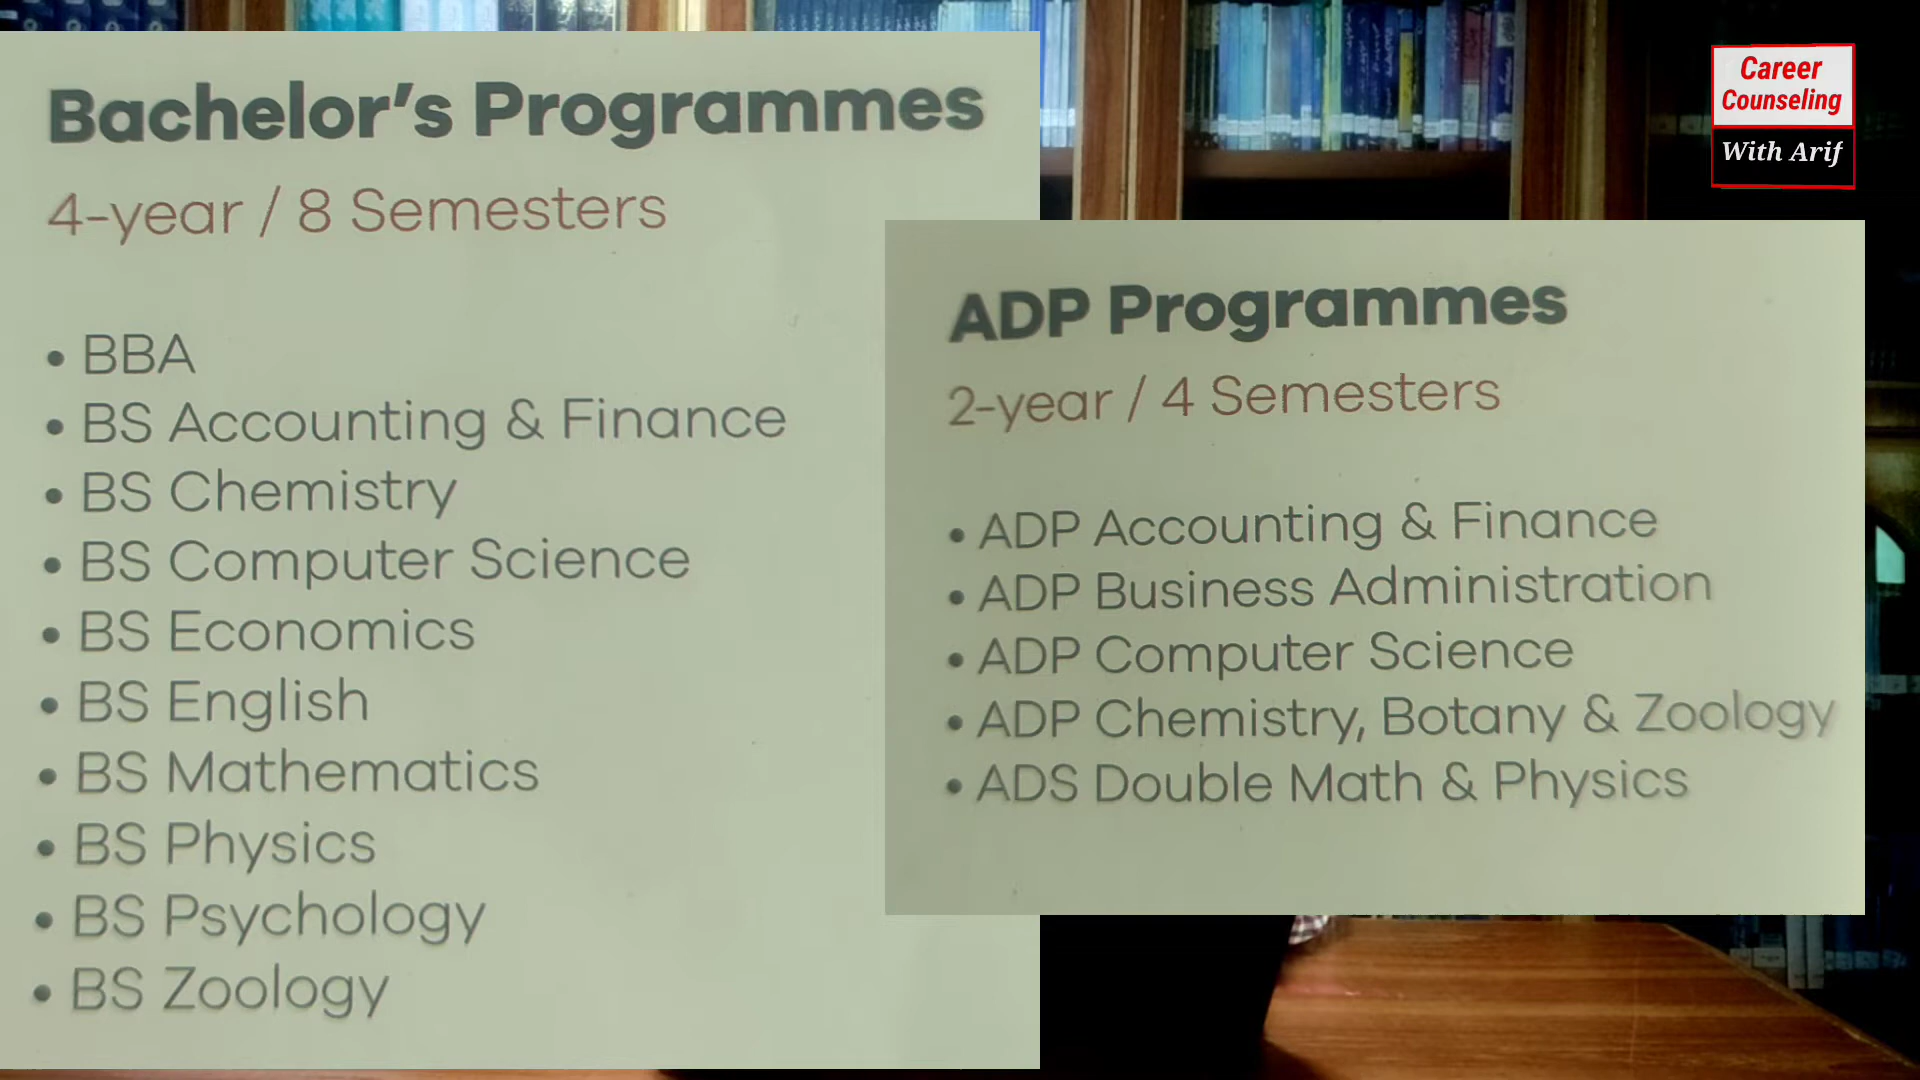 Bachelor's Programmes
4-year / 8 Semesters
• BBA
• BS Accounting & Finance
• BS Chemistry
• BS Computer Science
• BS Economics
• BS English
• BS Mathematics
• BS Physics
• BS Psychology
• BS Zoology
ADP Programmes
2-year / 4 Semesters
• ADP Accounting & Finance
• ADP Business Administration
• ADP Computer Science
• ADP Chemistry, Botany & Zoology
• ADS Double Math & Physics
Career
Counseling
With Arif